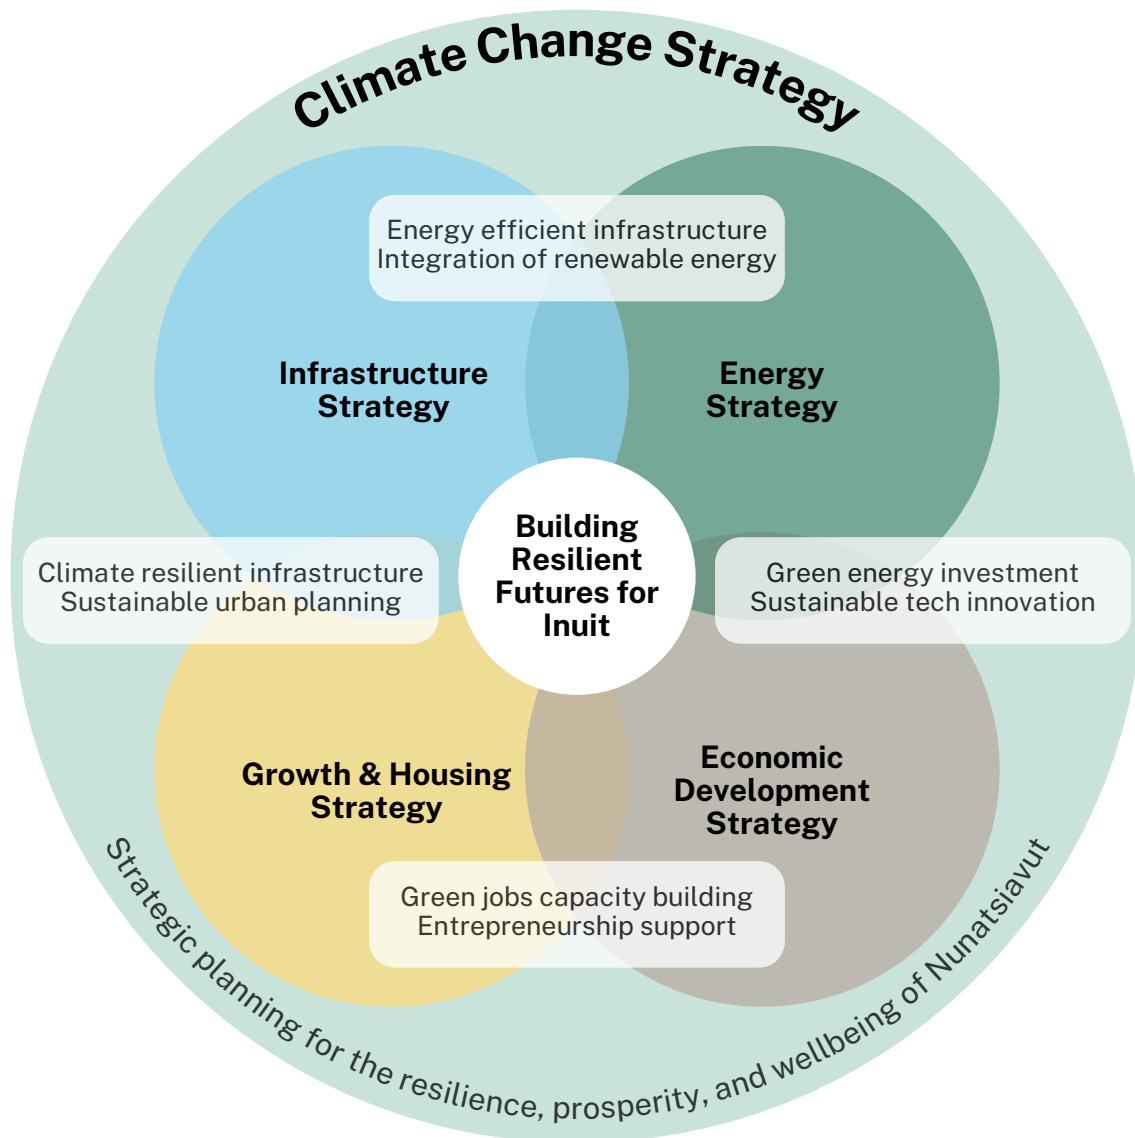 Climate Change Strategy
Energy efficient infrastructure
Integration of renewable energy
Infrastructure
Strategy
Energy
Strategy
Building
Resilient
Futures for
Inuit
Climate resilient infrastructure
Sustainable urban planning
Green energy investment
Sustainable tech innovation
Growth & Housing
Strategy
Economic
Development
Strategy
Green jobs capacity building
Entrepreneurship support
Strategic planning for the resilience, prosperity, and wellbeing of Nunatsiavut